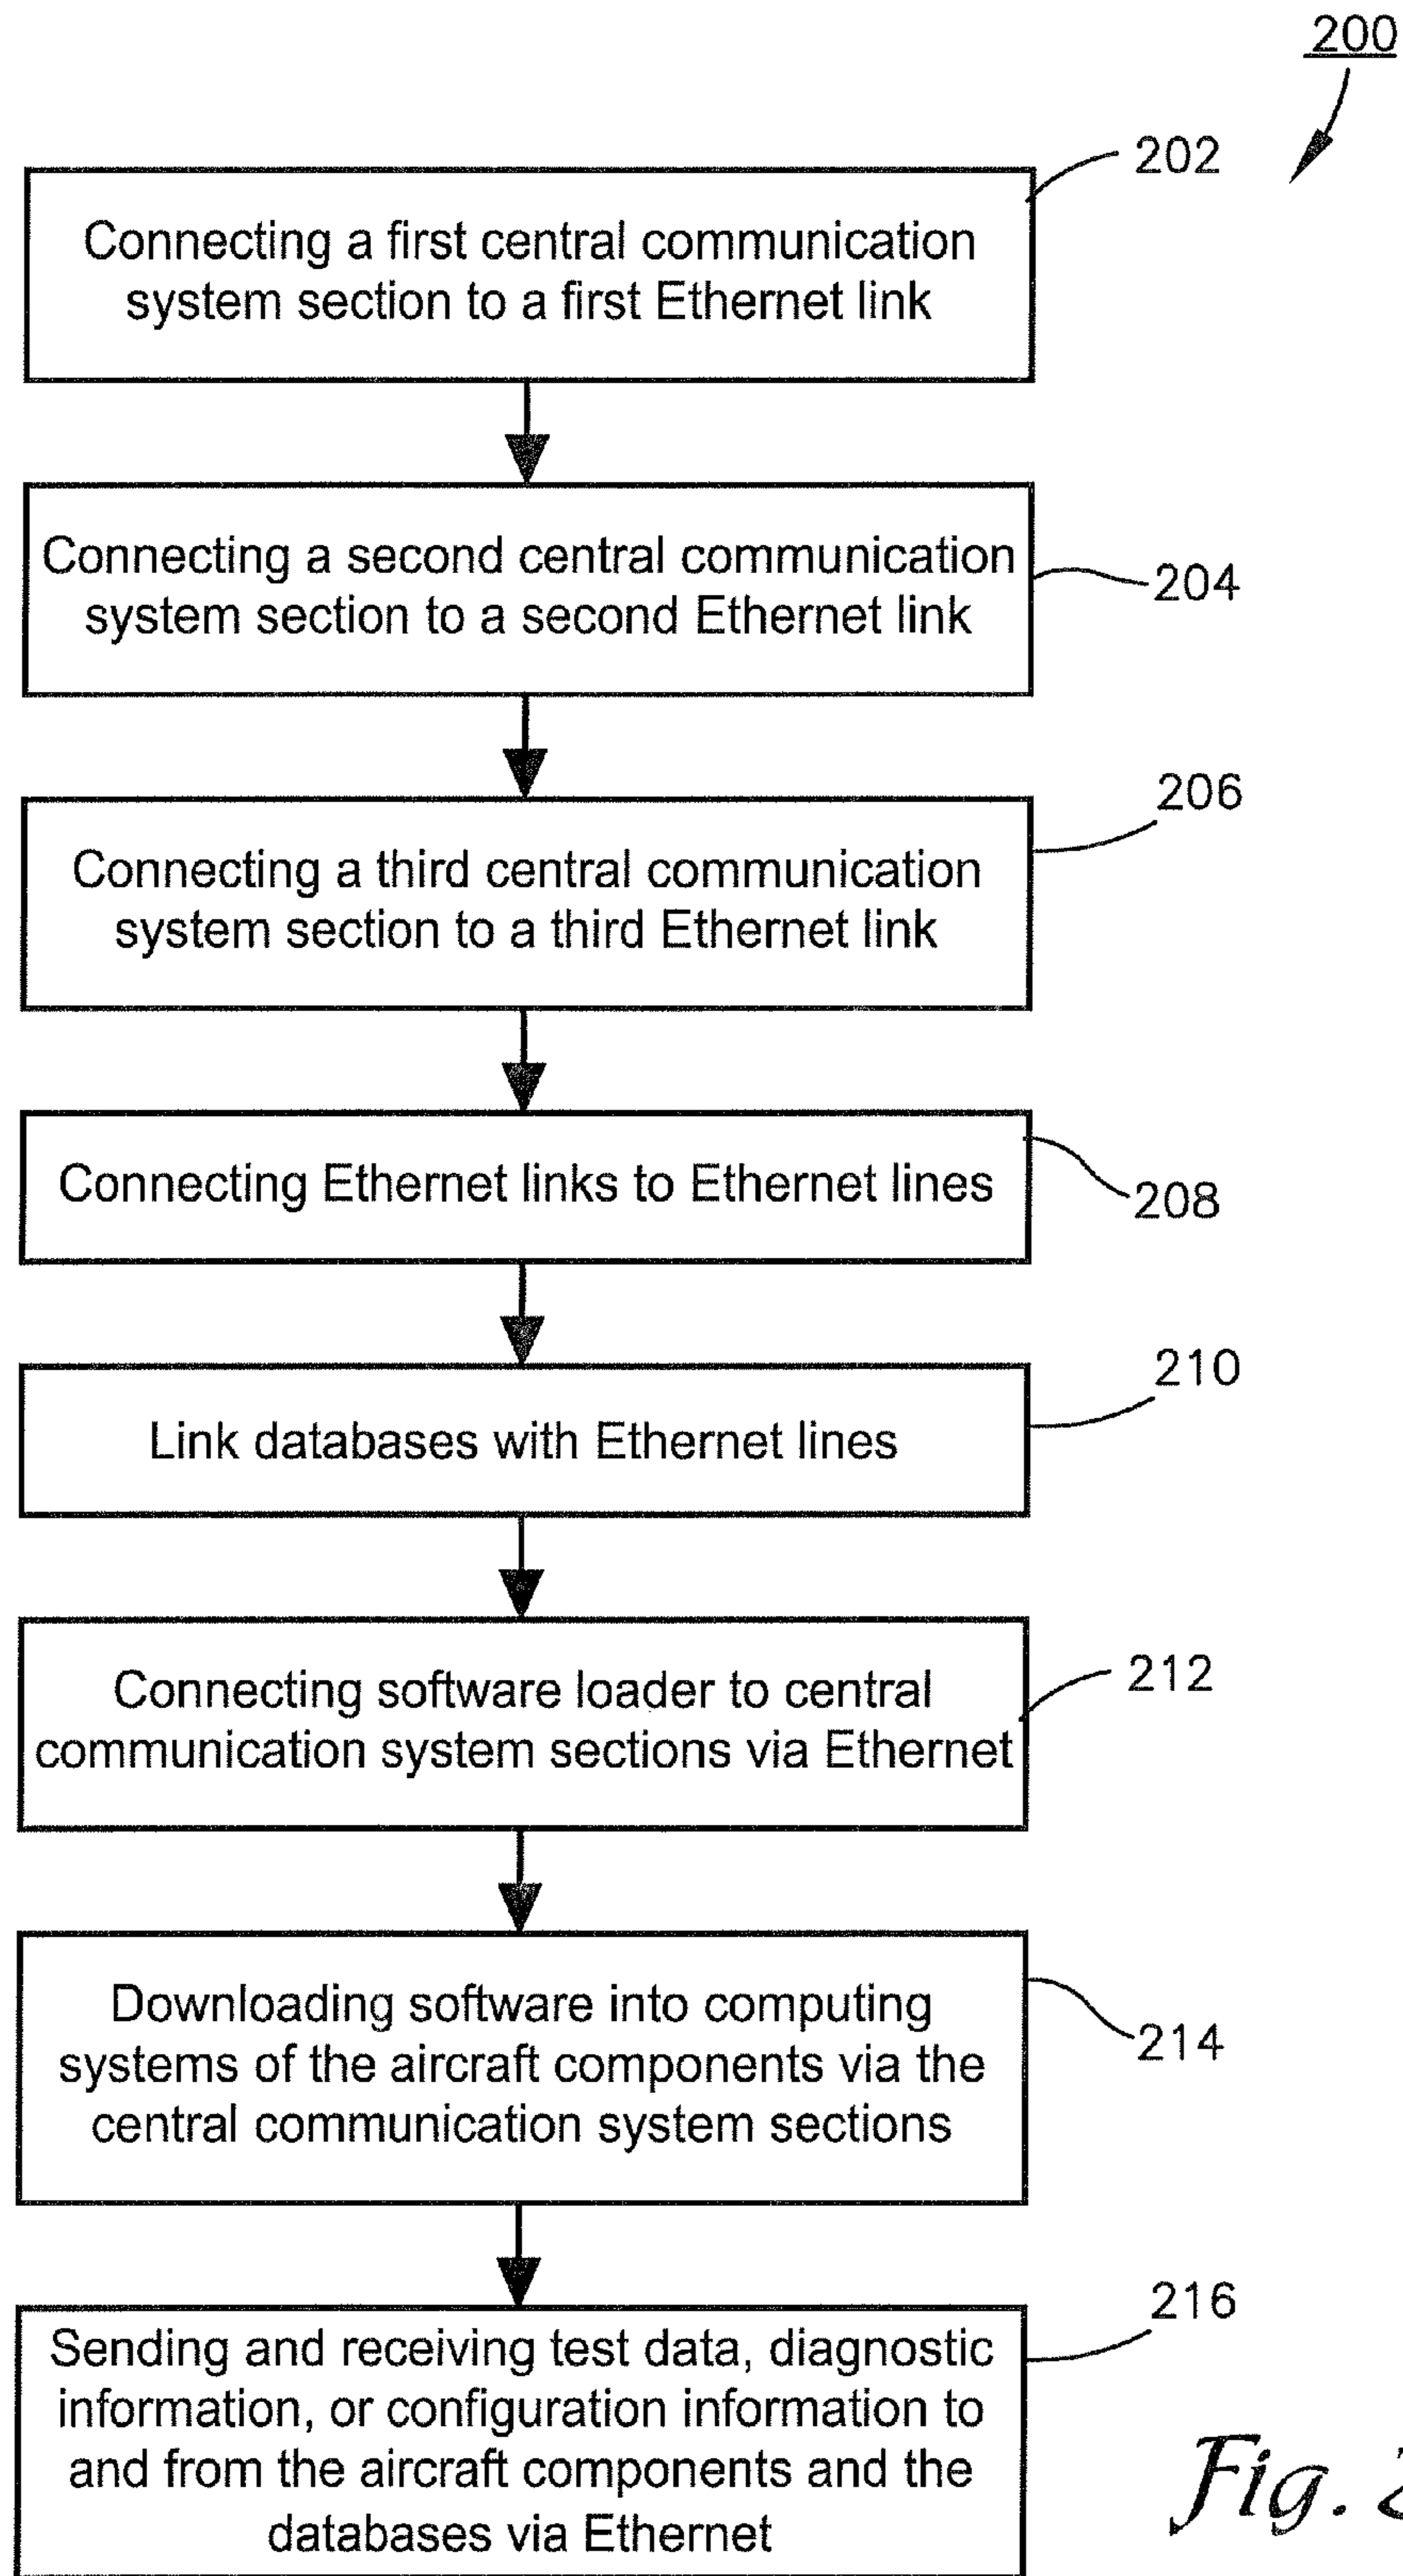 200
202
Connecting a first central communication
system section to a first Ethernet link
Connecting a second central communication
system section to a second Ethernet link
204
206
Connecting a third central communication
system section to a third Ethernet link
Connecting Ethernet links to Ethernet lines
208
210
Link databases with Ethernet lines
212
Connecting software loader to central
communication system sections via Ethernet
Downloading software into computing
systems of the aircraft components via the
central communication system sections
214
216
Sending and receiving test data, diagnostic
information, or configuration information to
and from the aircraft components and the
databases via Ethernet
Fig. 2